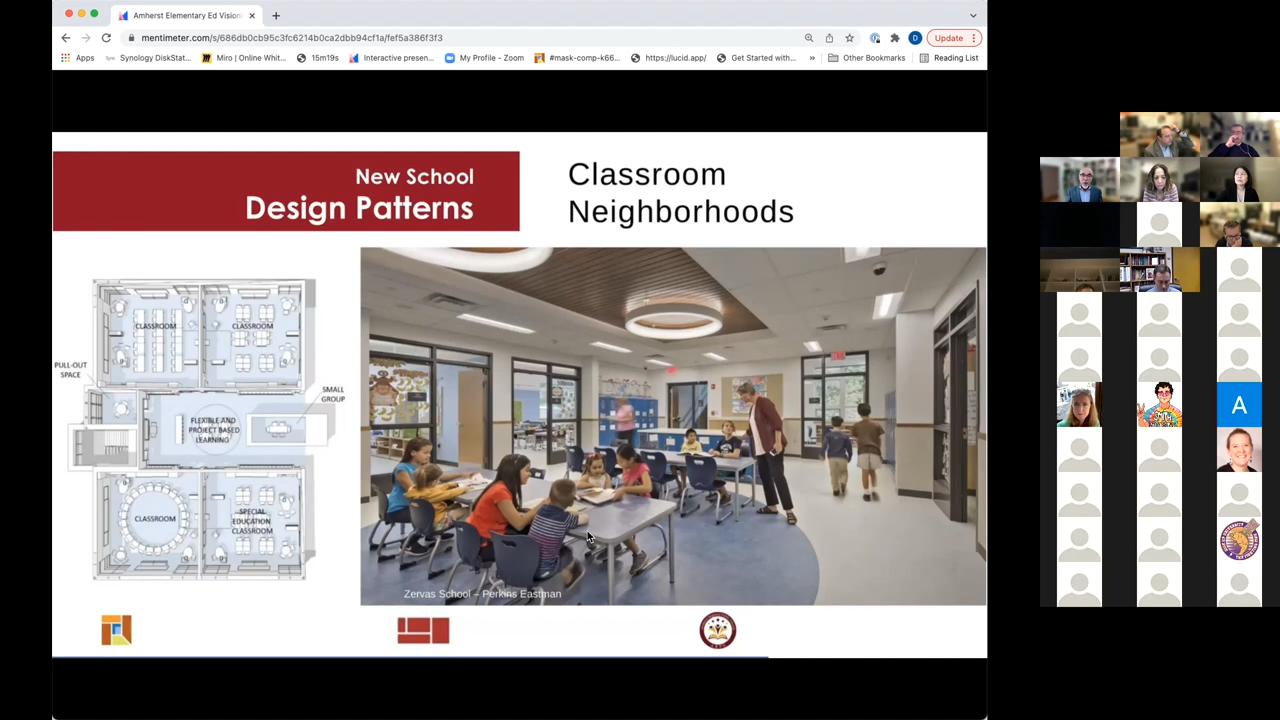 Amherst Elementary Ed Vision
mentimeter.com/s/686db0cb95c3fc6214b0ca2dbb94cf1a/fef5a386f3f3
Update
Apps
Synology DiskStat...
Miro | Online Whit...
15m19s
Interactive presen...
My Profile - Zoom
#mask-comp-k66...
https://lucid.app/
Get Started with...
»
Other Bookmarks
Reading List
New School
Design Patterns
Classroom
Neighborhoods
CLASSROOM
CLASSROOM
PULL-OUT
SPACE
SMALL
GROUP
FLEXIBLE AND
PROJECT BASED
LEARNING
CLASSROOM
SPECIAL
EDUCATION
CLASSROOM
Zervas School – Perkins Eastman
D
A